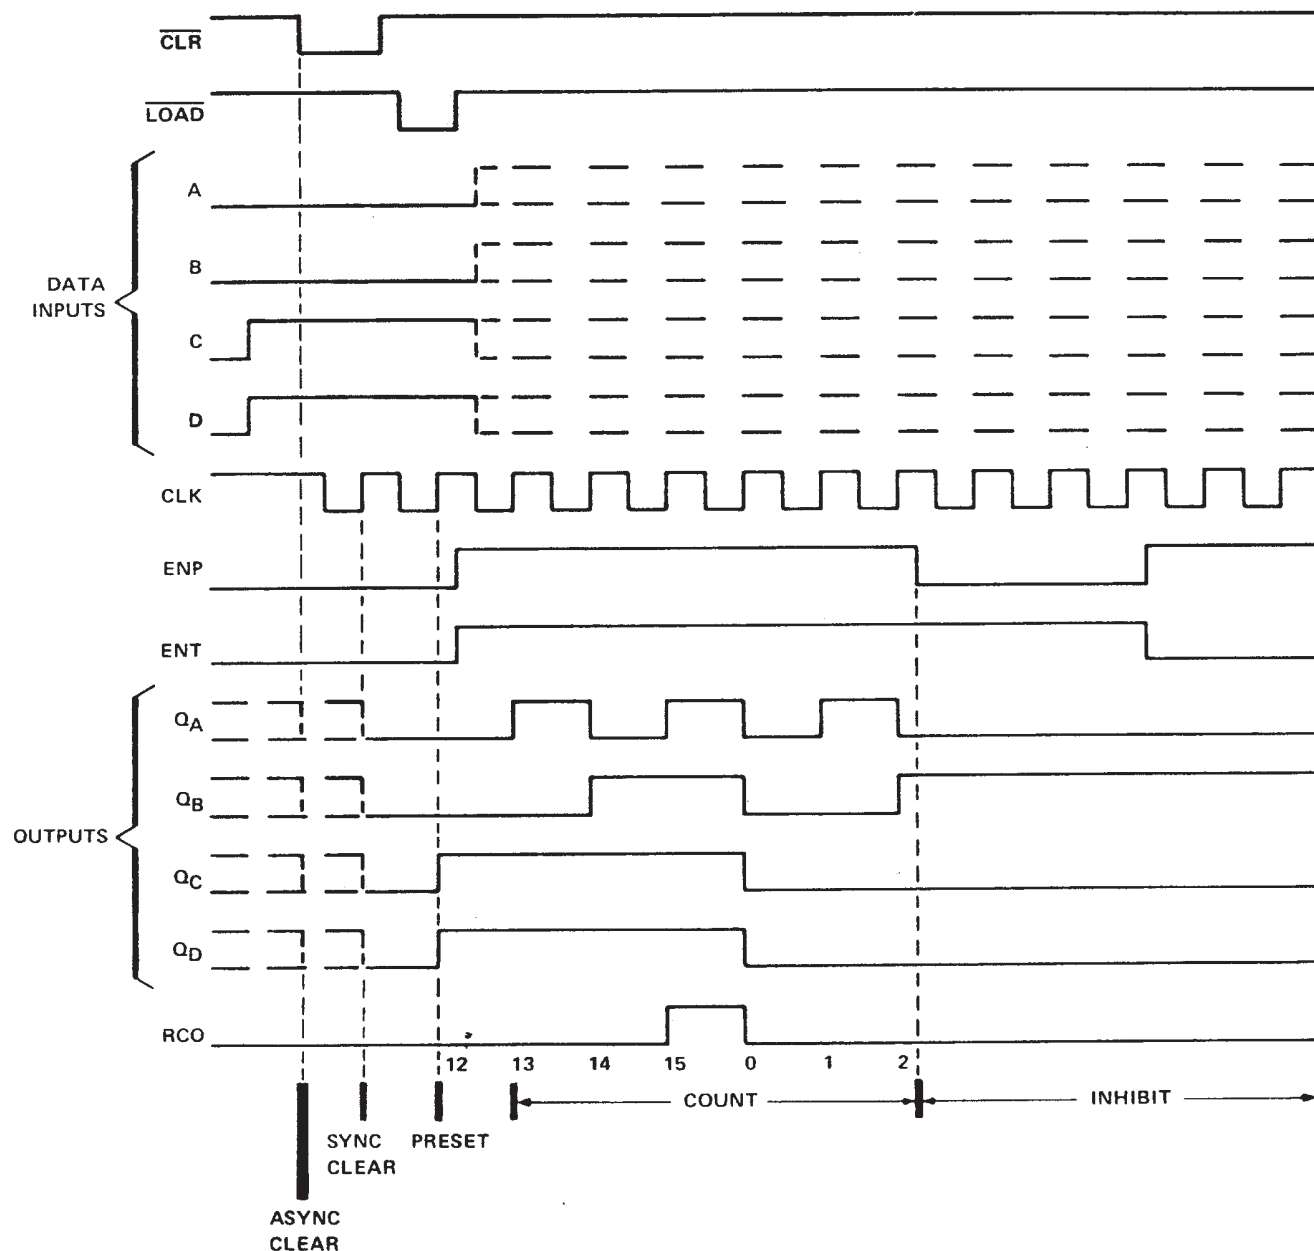 CLR
LOAD
DATA
INPUTS
A
B
C
D
CLK
ENP
ENT
OUTPUTS
QA
QB
QC
QD
RCO
12 13 14 15 0 1 2
COUNT
INHIBIT
SYNC
CLEAR
PRESET
ASYNC
CLEAR